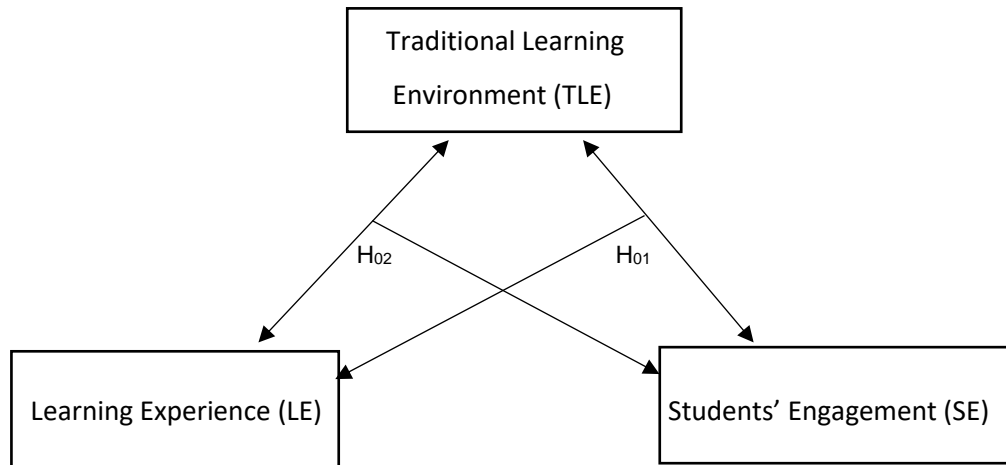 Traditional Learning
Environment (TLE)
H02
H01
Learning Experience (LE)
Students’ Engagement (SE)